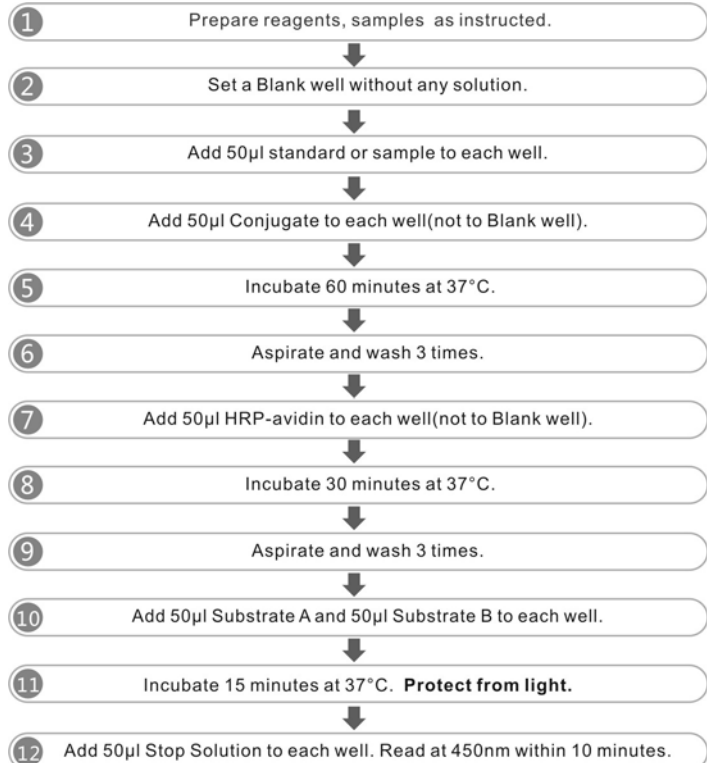 1 Prepare reagents, samples as instructed.
2 Set a Blank well without any solution.
3 Add 50μl standard or sample to each well.
4 Add 50μl Conjugate to each well(not to Blank well).
5 Incubate 60 minutes at 37°C.
6 Aspirate and wash 3 times.
7 Add 50μl HRP-avidin to each well(not to Blank well).
8 Incubate 30 minutes at 37°C.
9 Aspirate and wash 3 times.
10 Add 50μl Substrate A and 50μl Substrate B to each well.
11 Incubate 15 minutes at 37°C. Protect from light.
12 Add 50μl Stop Solution to each well. Read at 450nm within 10 minutes.